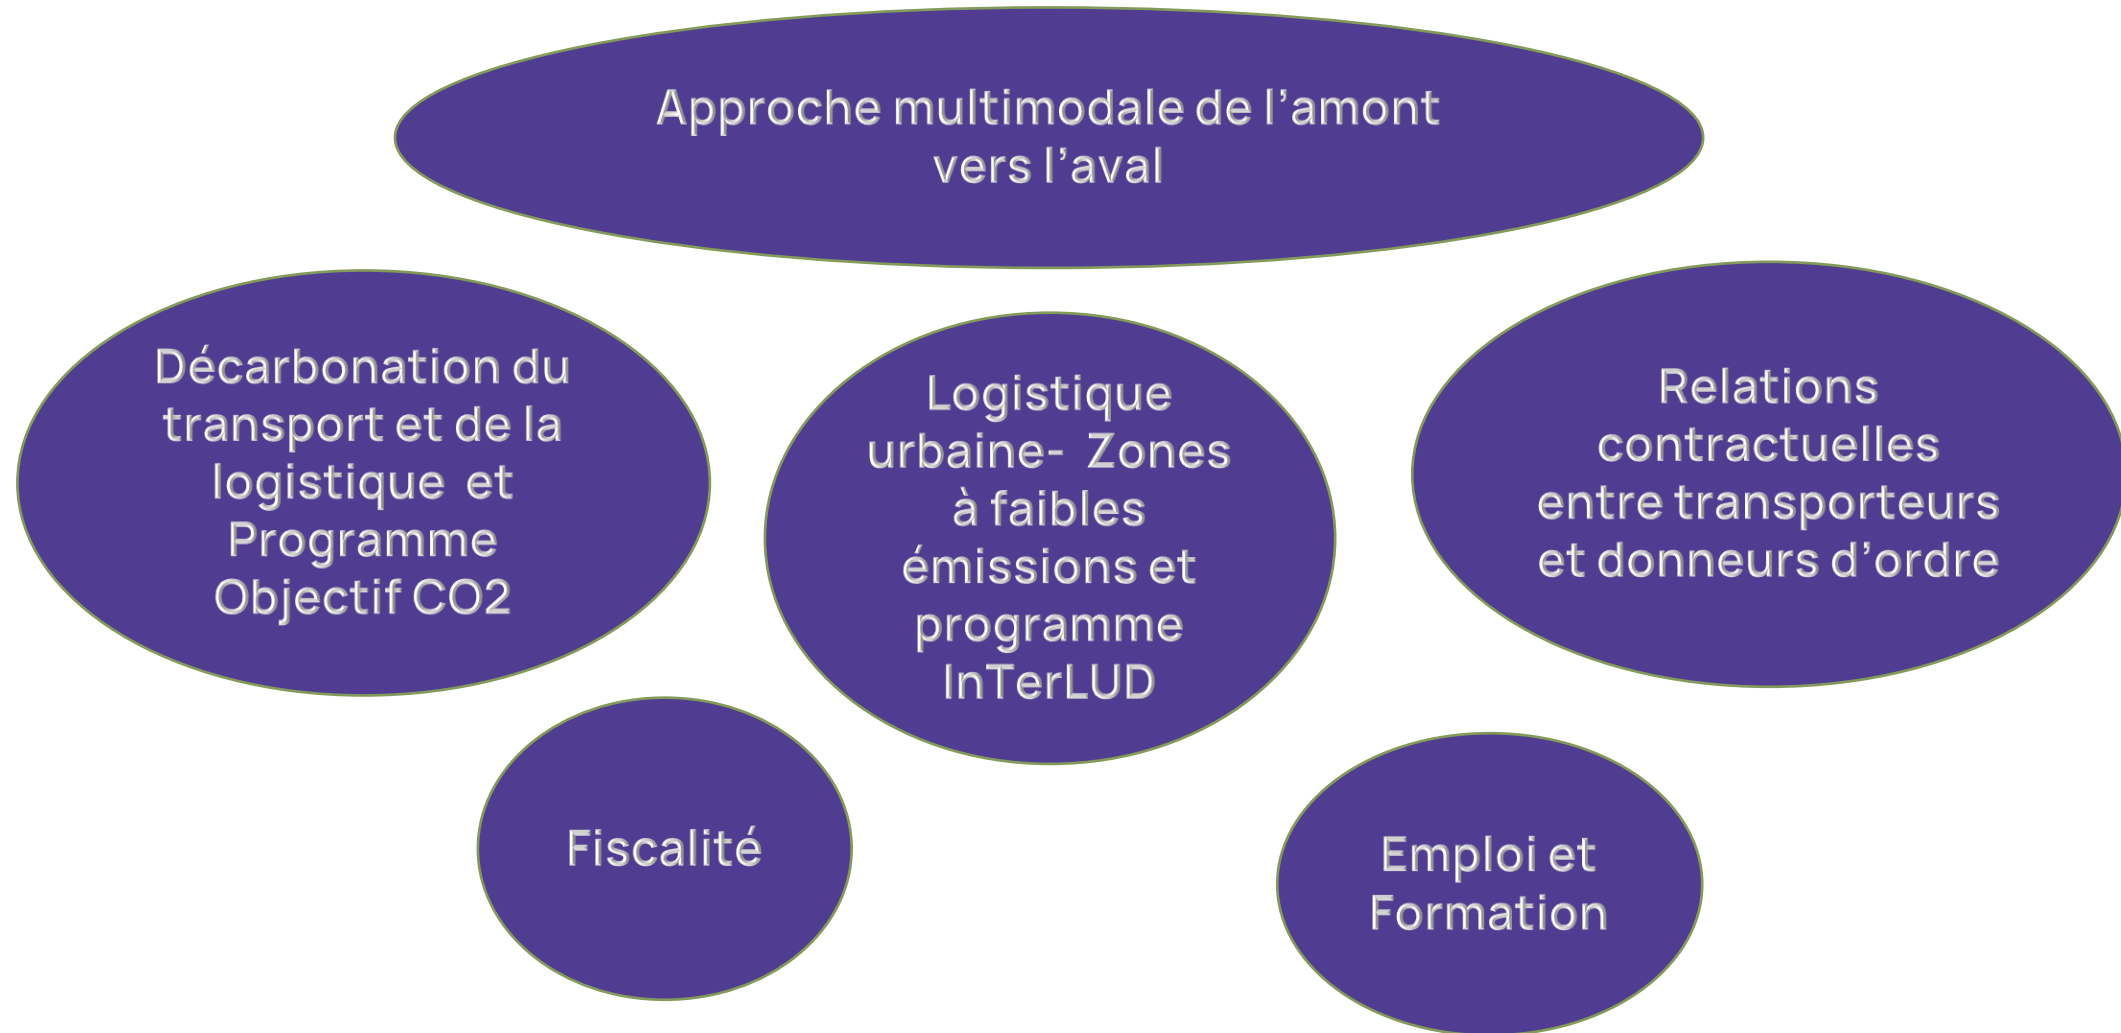 Approche multimodale de l’amont
vers l’aval
Décarbonation du
transport et de la
logistique et
Programme
Objectif CO2
Logistique
urbaine- Zones
à faibles
émissions et
programme
InTerLUD
Relations
contractuelles
entre transporteurs
et donneurs d’ordre
Fiscalité
Emploi et
Formation